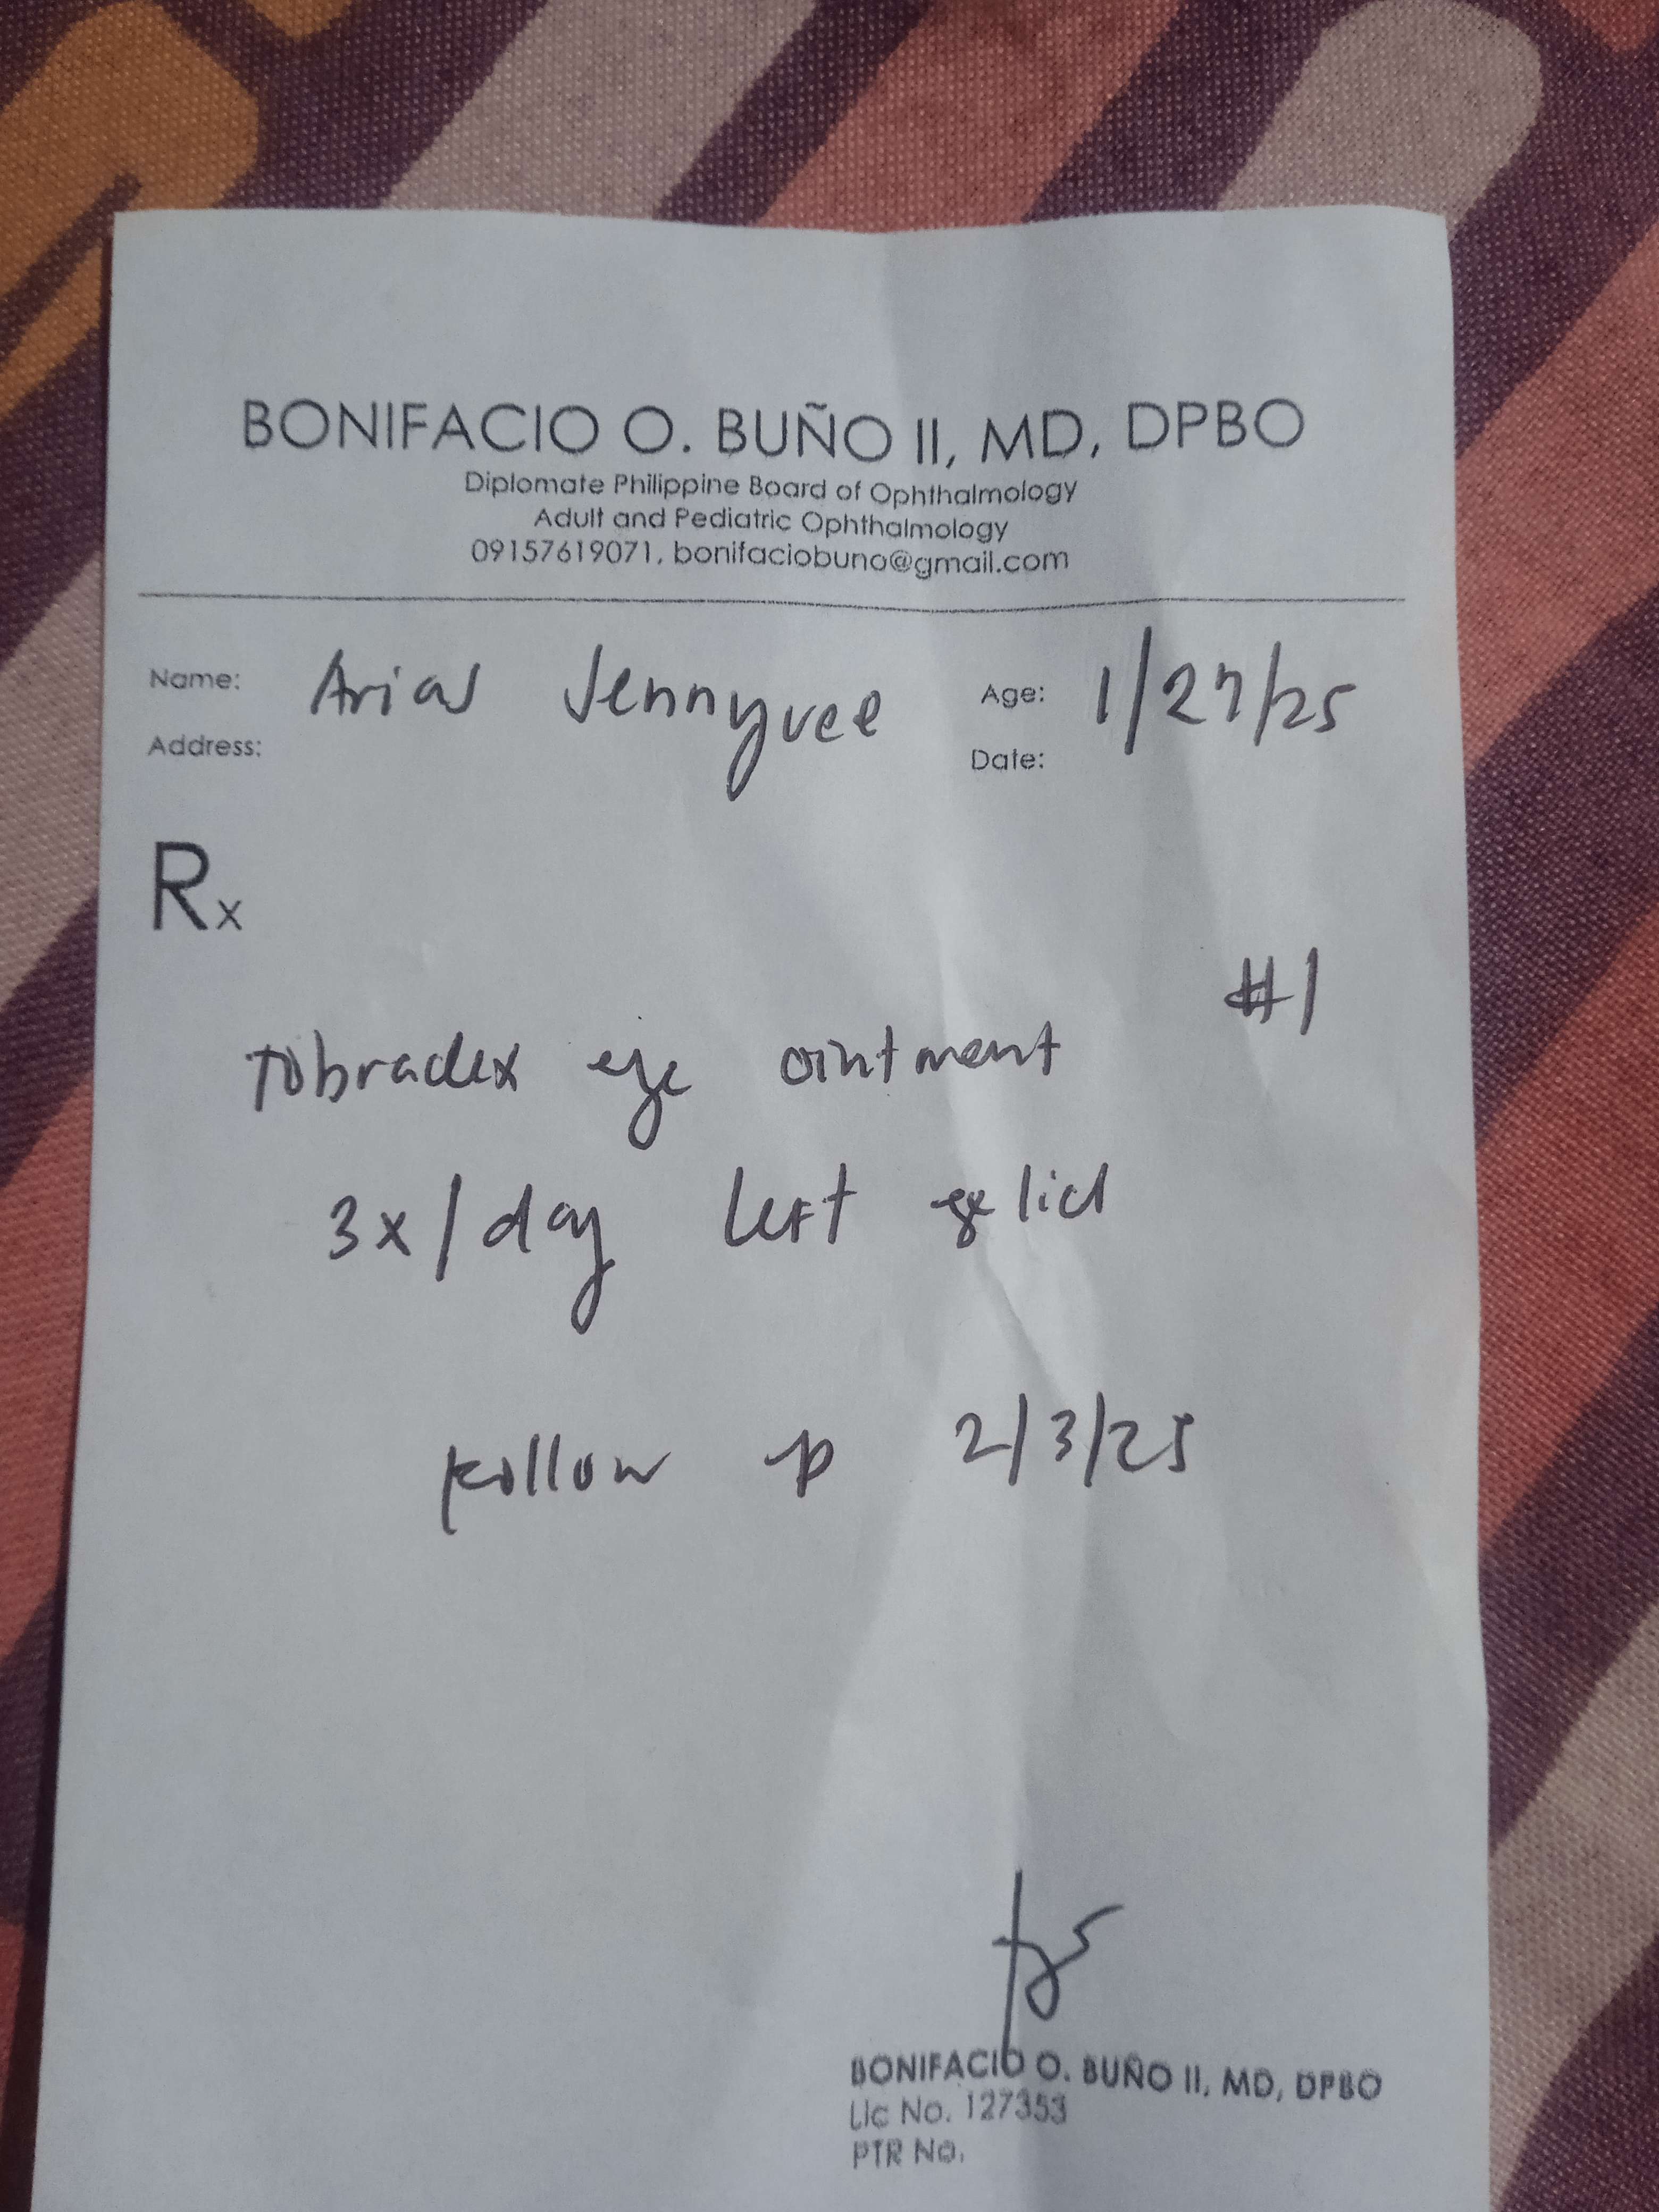 BONIFACIO O. BUÑO II, MD, DPBO
Diplomate Philippine Board of Ophthalmology
Adult and Pediatric Ophthalmology
09157619071, bonifaciobuno@gmail.com
Name: Arias Jennyvee Age: 1/27/25
Address: Date:
Rx
#1
Tobradex eye ointment
3x/day left eyelid
follow up 2/3/25
BONIFACIO O. BUÑO II, MD, DPBO
Lic No. 127353
PTR No.